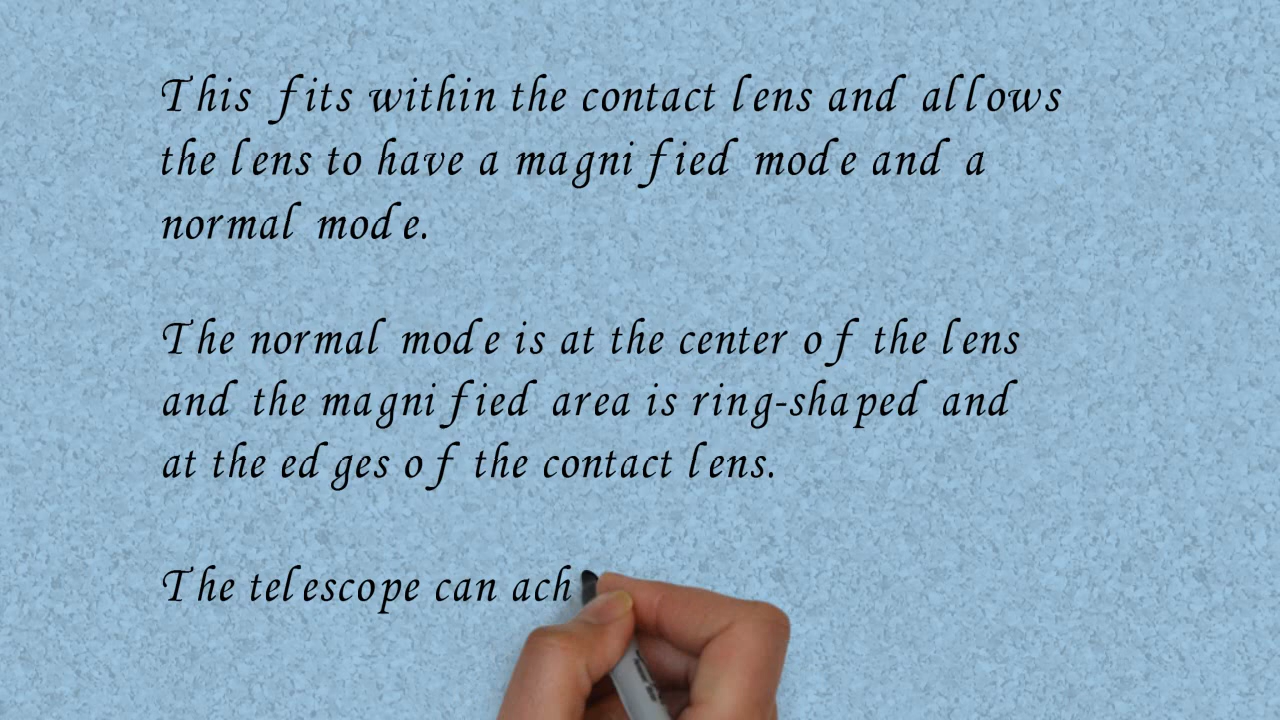 This fits within the contact lens and allows
the lens to have a magnified mode and a
normal mode.
The normal mode is at the center of the lens
and the magnified area is ring-shaped and
at the edges of the contact lens.
The telescope can ach